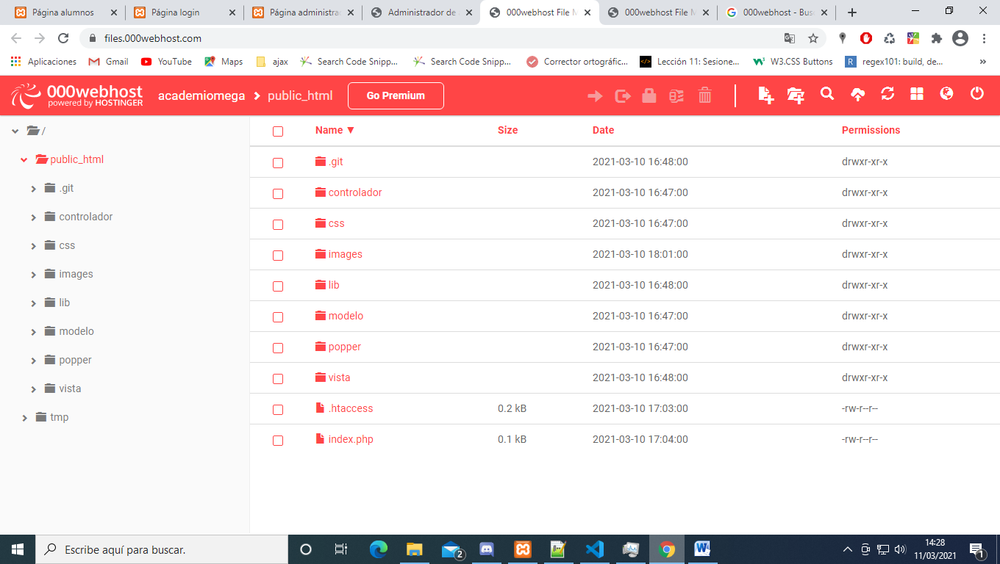 Página alumnos
Página login
Página administra
Administrador de
000webhost File M
000webhost File M
000webhost - Bus
files.000webhost.com
Aplicaciones
Gmail
YouTube
Maps
ajax
Search Code Snipp...
Search Code Snipp...
Corrector ortográfic...
Lección 11: Sesione...
W3.CSS Buttons
R
regex101: build, de...
»
000webhost
powered by HOSTINGER
academiomega
public_html
Go Premium
/
public_html
.git
controlador
css
images
lib
modelo
popper
vista
tmp
Name ▼ Size Date Permissions
.git 2021-03-10 16:48:00 drwxr-xr-x
controlador 2021-03-10 16:47:00 drwxr-xr-x
css 2021-03-10 16:47:00 drwxr-xr-x
images 2021-03-10 18:01:00 drwxr-xr-x
lib 2021-03-10 16:48:00 drwxr-xr-x
modelo 2021-03-10 16:47:00 drwxr-xr-x
popper 2021-03-10 16:47:00 drwxr-xr-x
vista 2021-03-10 16:48:00 drwxr-xr-x
.htaccess 0.2 kB 2021-03-10 17:03:00 -rw-r--r--
index.php 0.1 kB 2021-03-10 17:04:00 -rw-r--r--
Escribe aquí para buscar.
2
14:28
11/03/2021
1